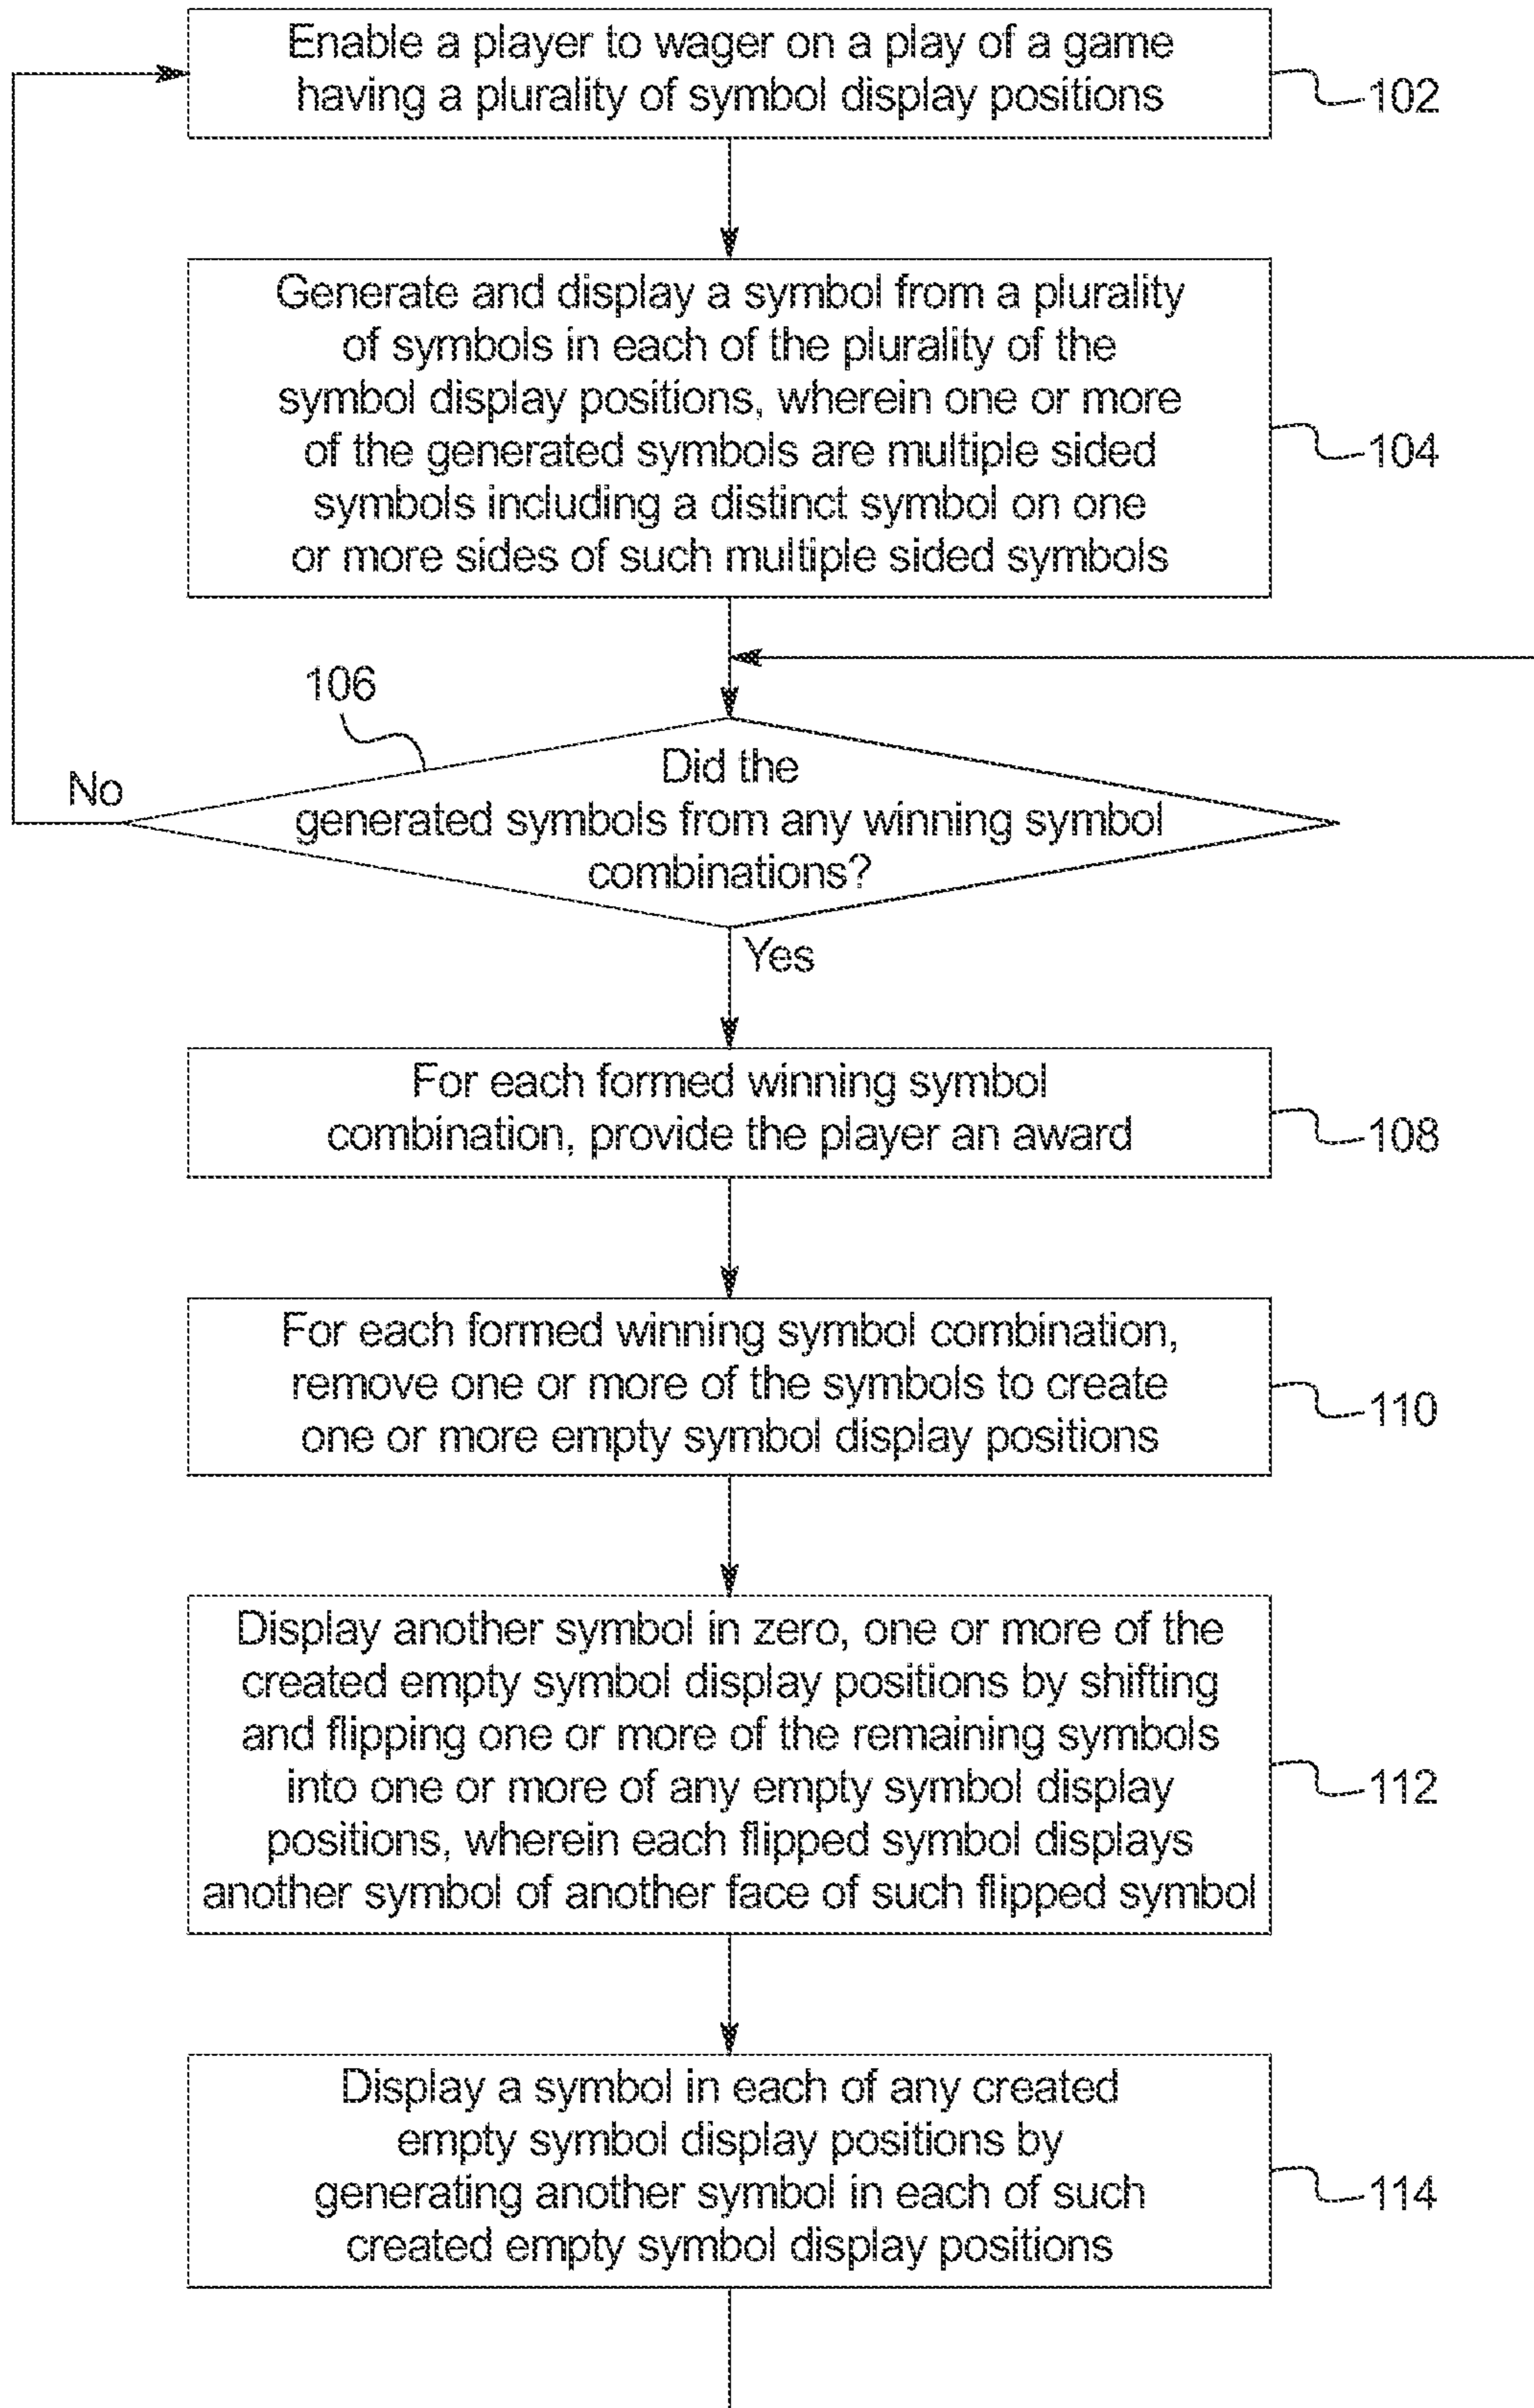 Enable a player to wager on a play of a game
having a plurality of symbol display positions
102
Generate and display a symbol from a plurality
of symbols in each of the plurality of the
symbol display positions, wherein one or more
of the generated symbols are multiple sided
symbols including a distinct symbol on one
or more sides of such multiple sided symbols
104
106
No
Did the
generated symbols from any winning symbol
combinations?
Yes
For each formed winning symbol
combination, provide the player an award
108
For each formed winning symbol combination,
remove one or more of the symbols to create
one or more empty symbol display positions
110
Display another symbol in zero, one or more of the
created empty symbol display positions by shifting
and flipping one or more of the remaining symbols
into one or more of any empty symbol display
positions, wherein each flipped symbol displays
another symbol of another face of such flipped symbol
112
Display a symbol in each of any created
empty symbol display positions by
generating another symbol in each of such
created empty symbol display positions
114